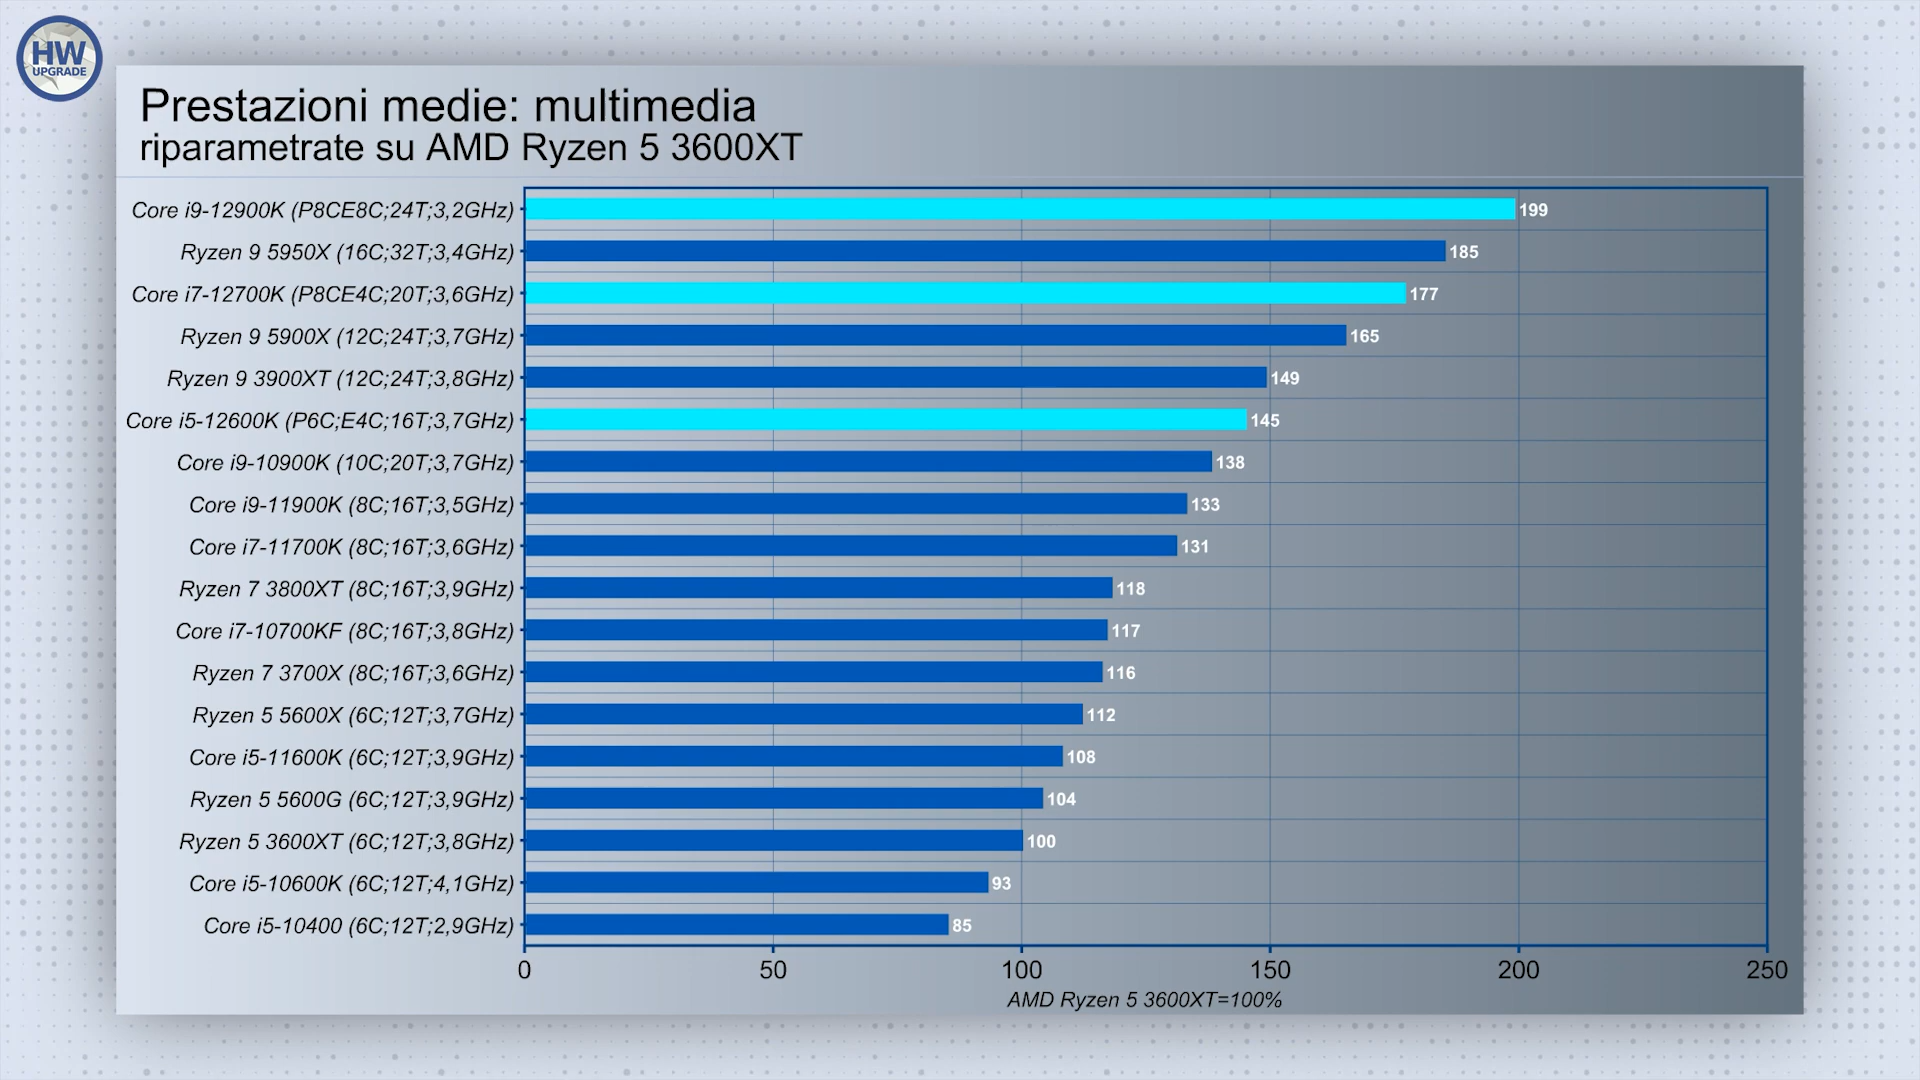 HW
UPGRADE
Prestazioni medie: multimedia
riparametrate su AMD Ryzen 5 3600XT
Core i9-12900K (P8CE8C;24T;3,2GHz) 199
Ryzen 9 5950X (16C;32T;3,4GHz) 185
Core i7-12700K (P8CE4C;20T;3,6GHz) 177
Ryzen 9 5900X (12C;24T;3,7GHz) 165
Ryzen 9 3900XT (12C;24T;3,8GHz) 149
Core i5-12600K (P6C;E4C;16T;3,7GHz) 145
Core i9-10900K (10C;20T;3,7GHz) 138
Core i9-11900K (8C;16T;3,5GHz) 133
Core i7-11700K (8C;16T;3,6GHz) 131
Ryzen 7 3800XT (8C;16T;3,9GHz) 118
Core i7-10700KF (8C;16T;3,8GHz) 117
Ryzen 7 3700X (8C;16T;3,6GHz) 116
Ryzen 5 5600X (6C;12T;3,7GHz) 112
Core i5-11600K (6C;12T;3,9GHz) 108
Ryzen 5 5600G (6C;12T;3,9GHz) 104
Ryzen 5 3600XT (6C;12T;3,8GHz) 100
Core i5-10600K (6C;12T;4,1GHz) 93
Core i5-10400 (6C;12T;2,9GHz) 85
0 50 100 150 200 250
AMD Ryzen 5 3600XT=100%